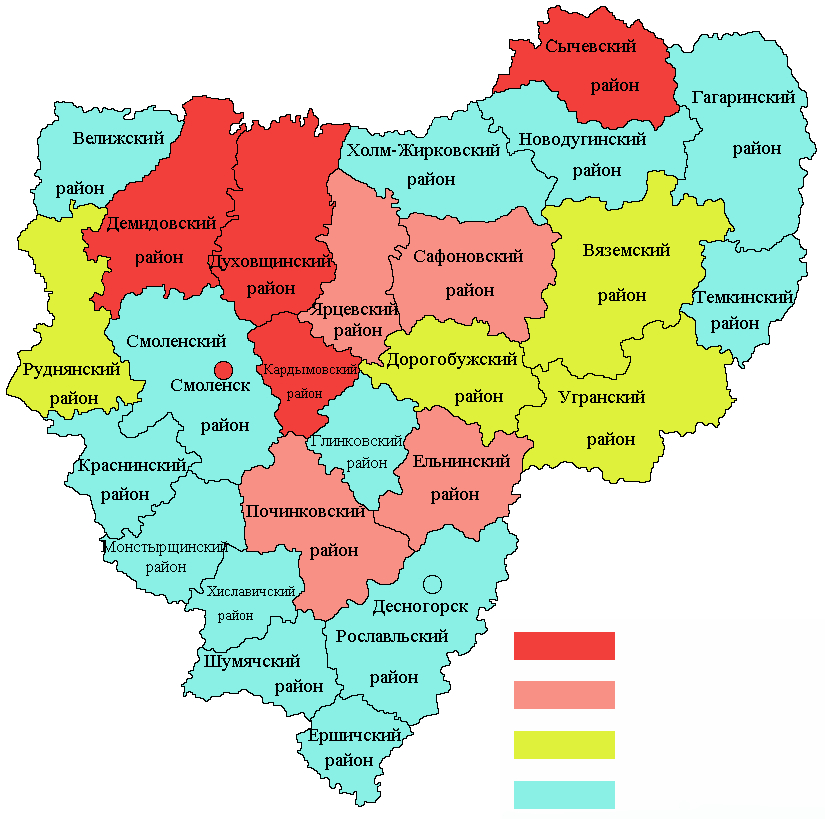 Сычевский
район
Гагаринский
район
Велижский
район
Новодугинский
район
Холм-Жирковский
район
Демидовский
район
Духовщинский
район
Сафоновский
район
Вяземский
район
Темкинский
район
Ярцевский
район
Руднянский
район
Смоленский
Смоленск
район
Кардымовский
район
Дорогобужский
район
Угранский
район
Глинковский
район
Ельнинский
район
Краснинский
район
Починковский
район
Монстырщинский
район
Хиславичский
район
Десногорск
Рославльский
район
Шумячский
район
Ершичский
район